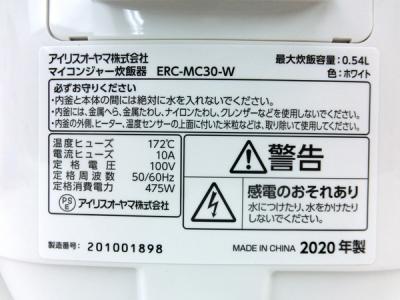 アイリスオーヤマ株式会社 最大炊飯容量：0.54L
マイコンジャー炊飯器 ERC-MC30-W 色：ホワイト
必ずお守りください
・内釜と本体の間には絶対に水を入れないでください。
・内釜には、金属へら、金属たわし、ナイロンたわし、クレンザーなどを使用しないでください。
・内釜の外側、ヒーター、温度センサーの上面に付いた米粒などは、取り除いて使用してください。
温度ヒューズ 172℃
電流ヒューズ 10A
定格電圧 100V
定格周波数 50/60Hz
定格消費電力 475W
PS
E
アイリスオーヤマ株式会社
警告
感電のおそれあり
水につけたり、水をかけたり
しないでください。
製造番号：201001898 MADE IN CHINA 2020年製